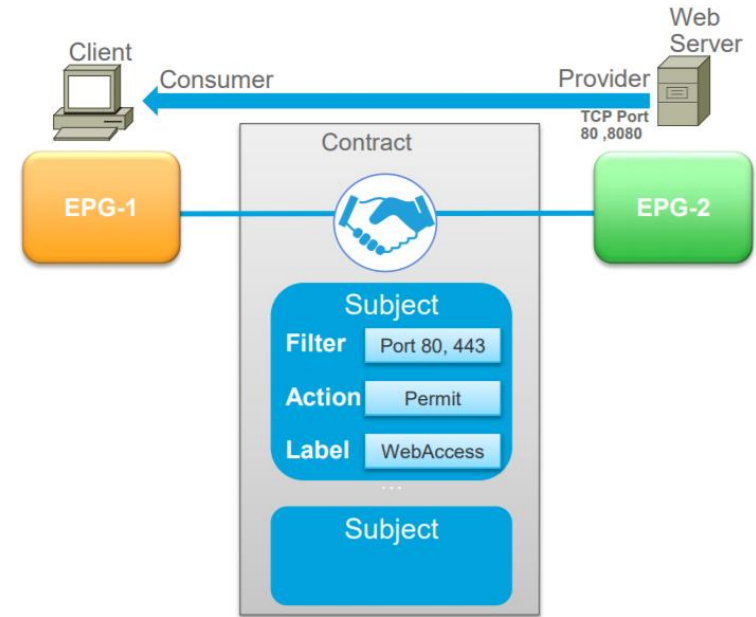 Web
Server
Client
Consumer
Provider
TCP Port
80 ,8080
Contract
EPG-1
EPG-2
Subject
Filter
Port 80, 443
Action
Permit
Label
WebAccess
...
Subject